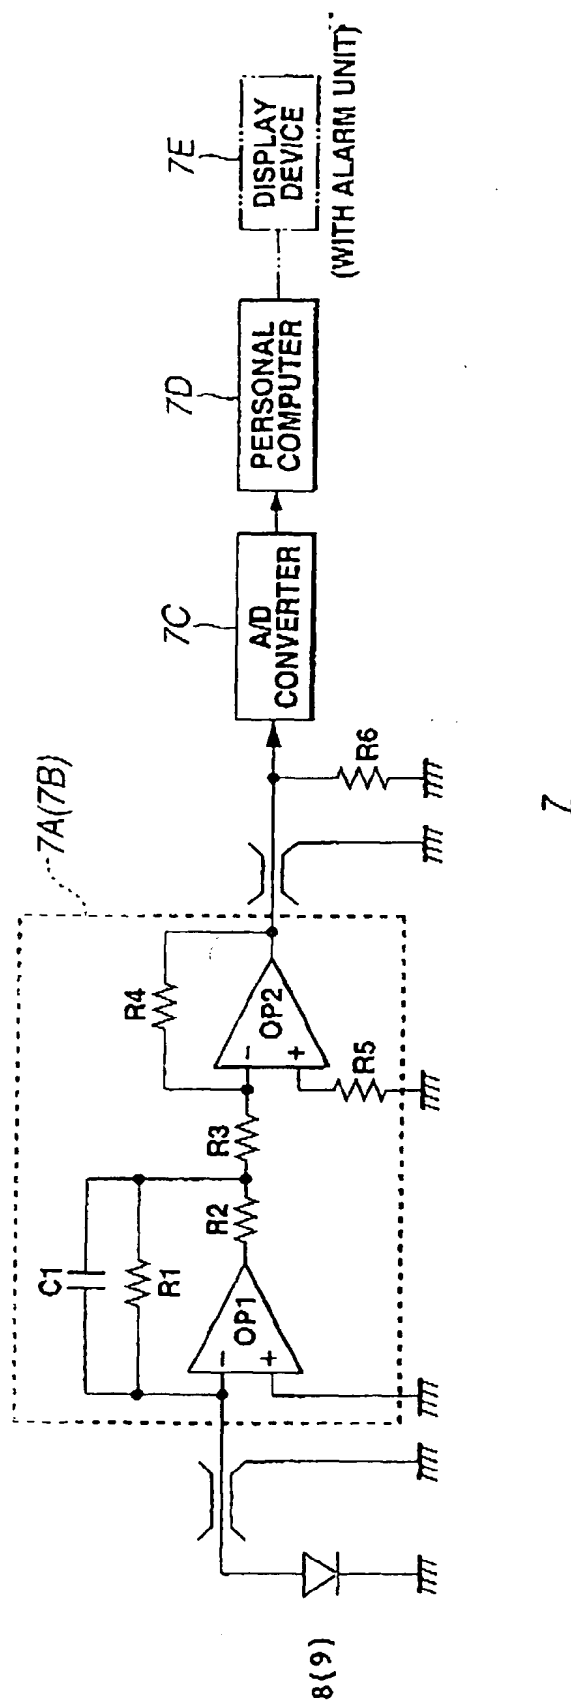 8(9)
7A(7B)
C1
R1
OP1
−
+
R2
R3
R4
OP2
−
+
R5
R6
7C
A/D
CONVERTER
7D
PERSONAL
COMPUTER
7E
DISPLAY
DEVICE
(WITH ALARM UNIT)
7